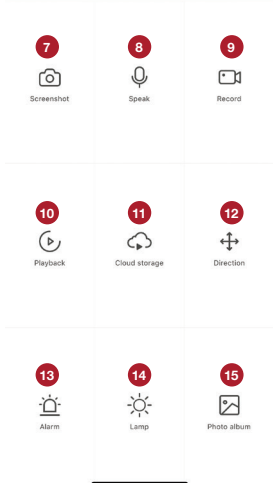 7 8 9
Screenshot Speak Record
10 11 12
Playback Cloud storage Direction
13 14 15
Alarm Lamp Photo album